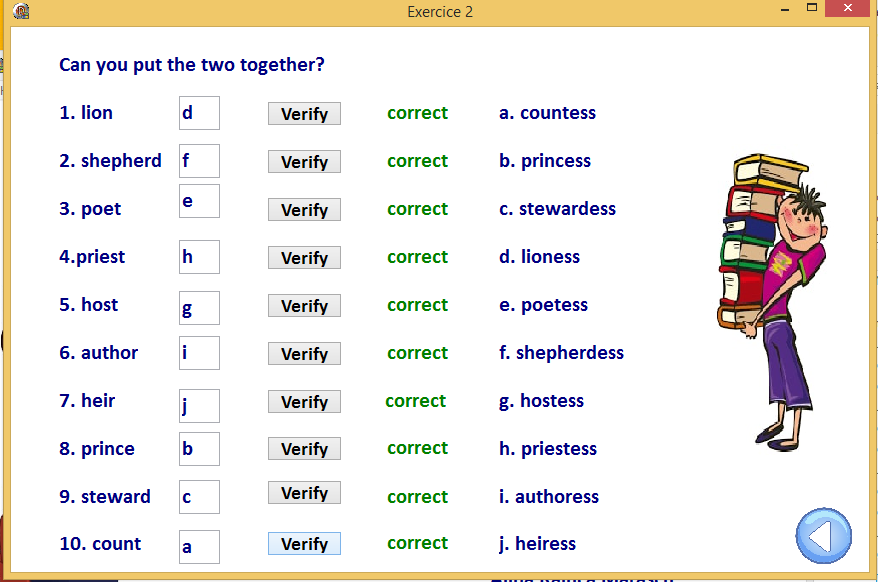 Exercice 2
Can you put the two together?
1. lion d Verify correct a. countess
2. shepherd f Verify correct b. princess
3. poet e Verify correct c. stewardess
4.priest h Verify correct d. lioness
5. host g Verify correct e. poetess
6. author i Verify correct f. shepherdess
7. heir j Verify correct g. hostess
8. prince b Verify correct h. priestess
9. steward c Verify correct i. authoress
10. count a Verify correct j. heiress